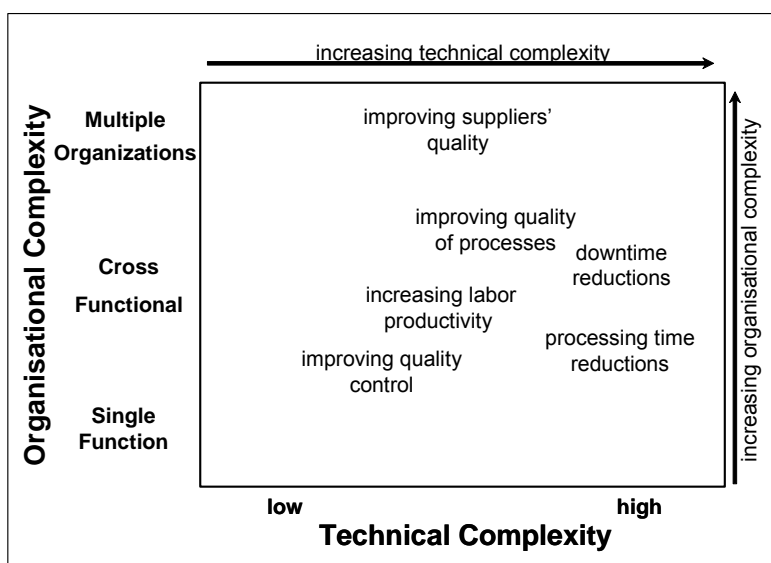 increasing technical complexity
Organisational Complexity
Multiple
Organizations
Cross
Functional
Single
Function
improving suppliers'
quality
improving quality
of processes
downtime
reductions
increasing labor
productivity
processing time
reductions
improving quality
control
increasing organisational complexity
low
high
Technical Complexity